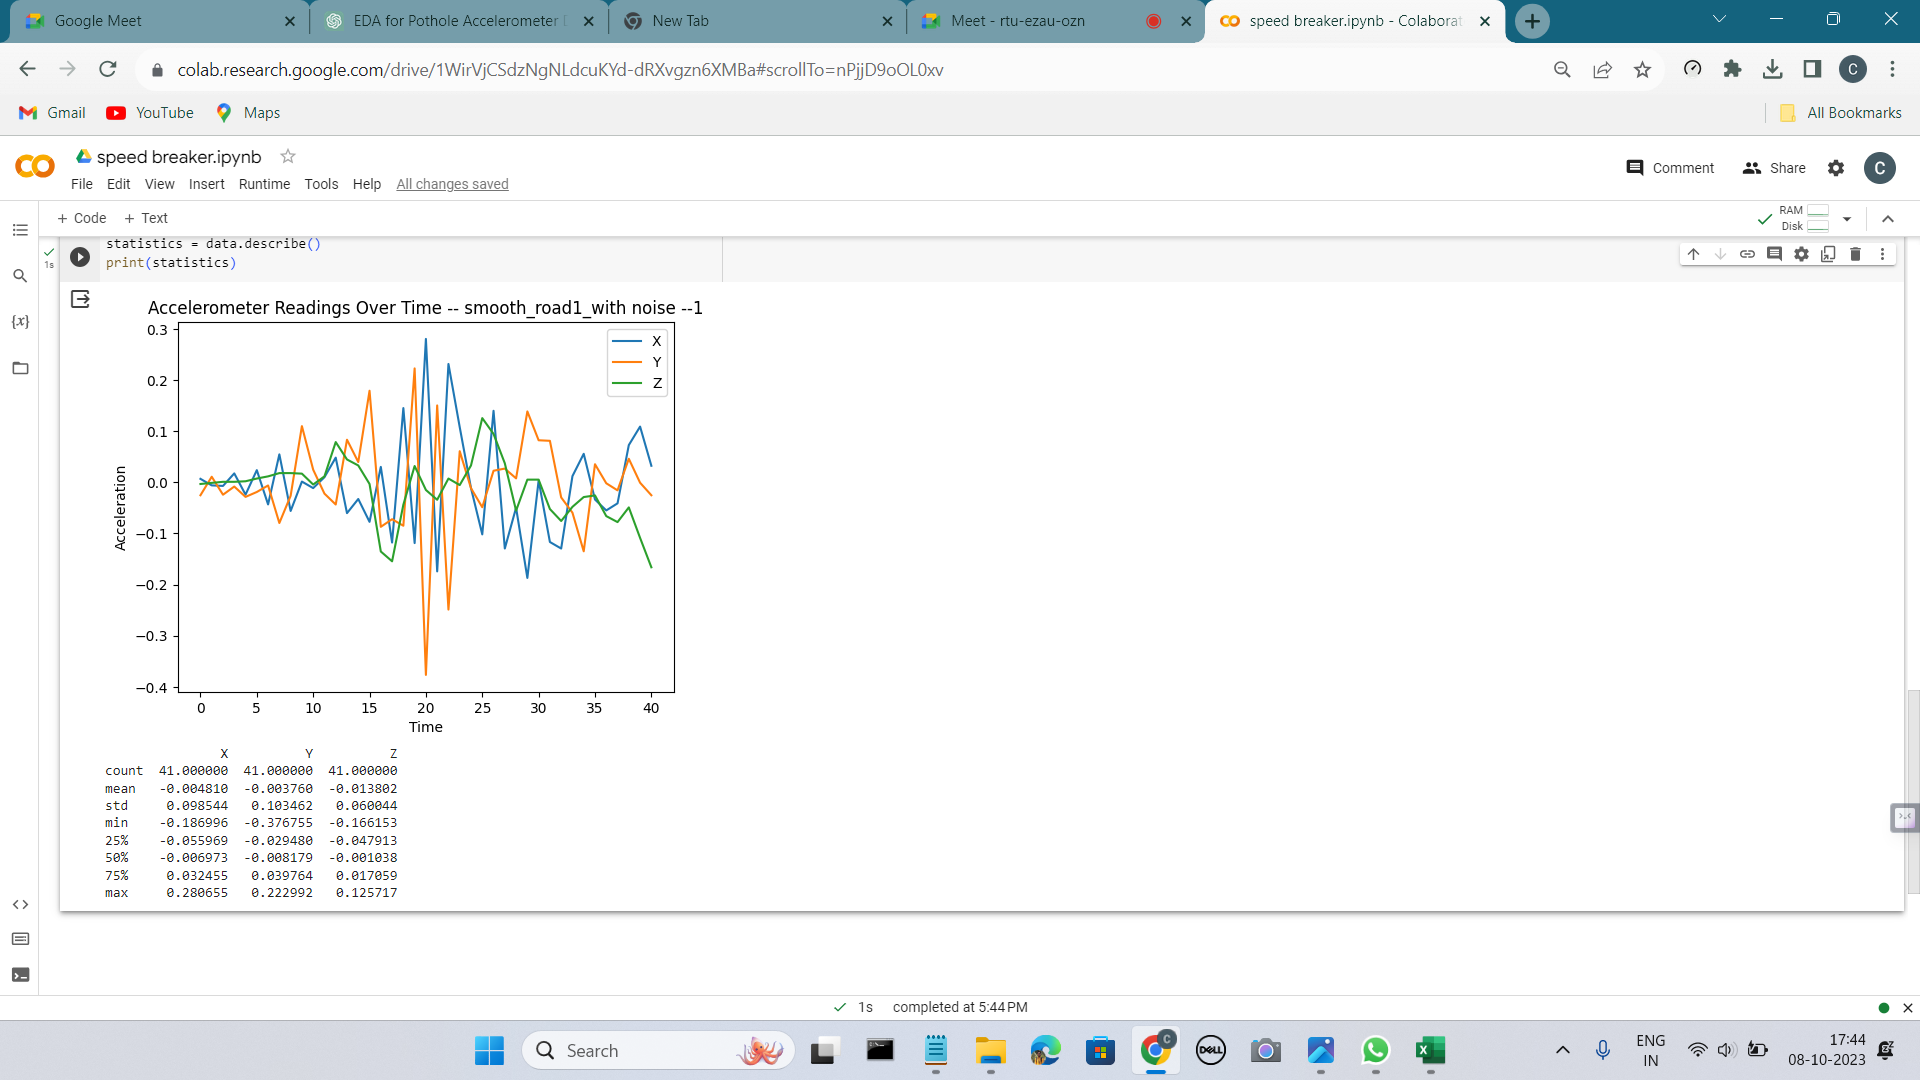 Google Meet
EDA for Pothole Accelerometer
New Tab
Meet - rtu-ezau-ozn
speed breaker.ipynb - Colaborat
colab.research.google.com/drive/1WirVjCSdzNgNLdcuKYd-dRXvgzn6XMBa#scrollTo=nPjjD9oOL0xv
C
Gmail
YouTube
Maps
All Bookmarks
speed breaker.ipynb
File Edit View Insert Runtime Tools Help All changes saved
Comment
Share
C
+ Code + Text
RAM
Disk
1s
statistics = data.describe()
print(statistics)
{x}
Accelerometer Readings Over Time -- smooth_road1_with noise --1
X
Y
Z
0.3
0.2
0.1
0.0
−0.1
−0.2
−0.3
−0.4
Acceleration
0 5 10 15 20 25 30 35 40
Time
X Y Z
count 41.000000 41.000000 41.000000
mean -0.004810 -0.003760 -0.013802
std 0.098544 0.103462 0.060044
min -0.186996 -0.376755 -0.166153
25% -0.055969 -0.029480 -0.047913
50% -0.006973 -0.008179 -0.001038
75% 0.032455 0.039764 0.017059
max 0.280655 0.222992 0.125717
1s completed at 5:44 PM
Search
C
DELL
ENG
IN
17:44
08-10-2023